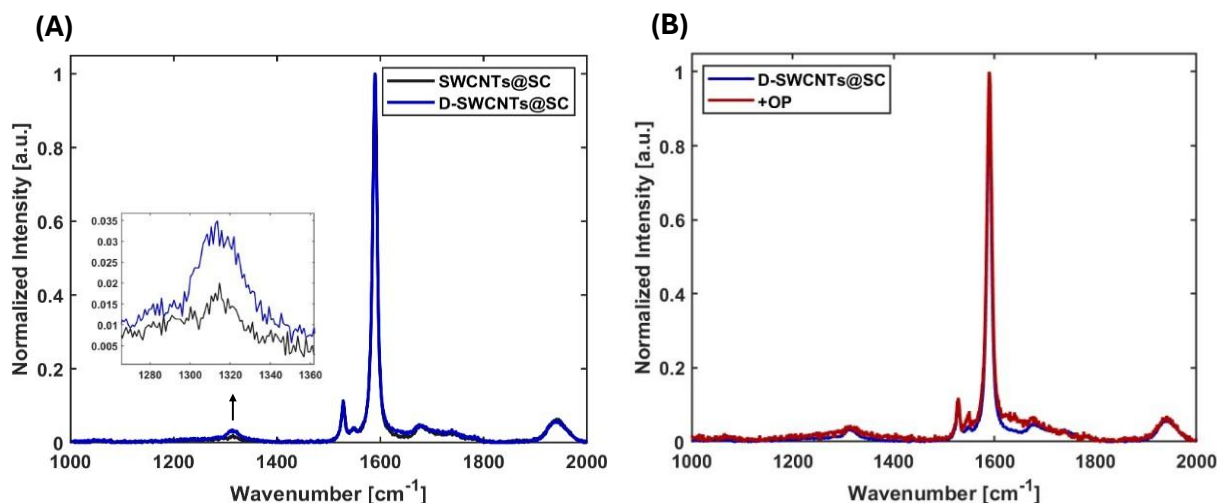 (A)
SWCNTs@SC
D-SWCNTs@SC
Normalized Intensity [a.u.]
1
0.8
0.6
0.4
0.2
0
0.035
0.03
0.025
0.02
0.015
0.01
0.005
1280 1300 1320 1340 1360
1000 1200 1400 1600 1800 2000
Wavenumber [cm-1]
(B)
D-SWCNTs@SC
+OP
Normalized Intensity [a.u.]
1
0.8
0.6
0.4
0.2
0
1000 1200 1400 1600 1800 2000
Wavenumber [cm-1]